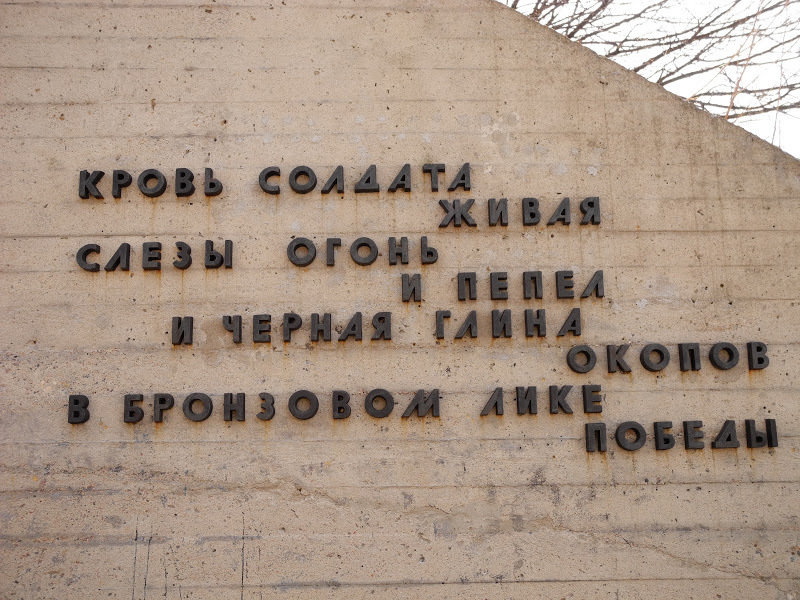 КРОВЬ СОЛДАТА
ЖИВАЯ
СЛЕЗЫ ОГОНЬ
И ПЕПЕЛ
И ЧЕРНАЯ ГЛИНА
ОКОПОВ
В БРОНЗОВОМ ЛИКЕ
ПОБЕДЫ